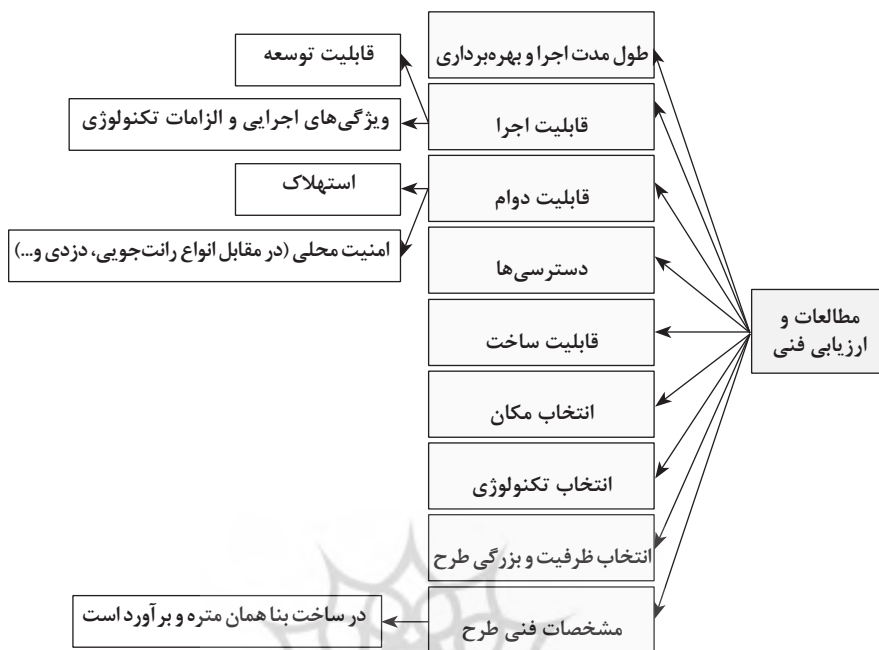 مطالعات و
ارزیابی فنی
طول مدت اجرا و بهره‌برداری
قابلیت اجرا
قابلیت توسعه
ویژگی‌های اجرایی و الزامات تکنولوژی
قابلیت دوام
استهلاک
امنیت محلی (در مقابل انواع رانت‌جویی، دزدی و...)
دسترسی‌ها
قابلیت ساخت
انتخاب مکان
انتخاب تکنولوژی
انتخاب ظرفیت و بزرگی طرح
مشخصات فنی طرح
در ساخت بنا همان متره و برآورد است